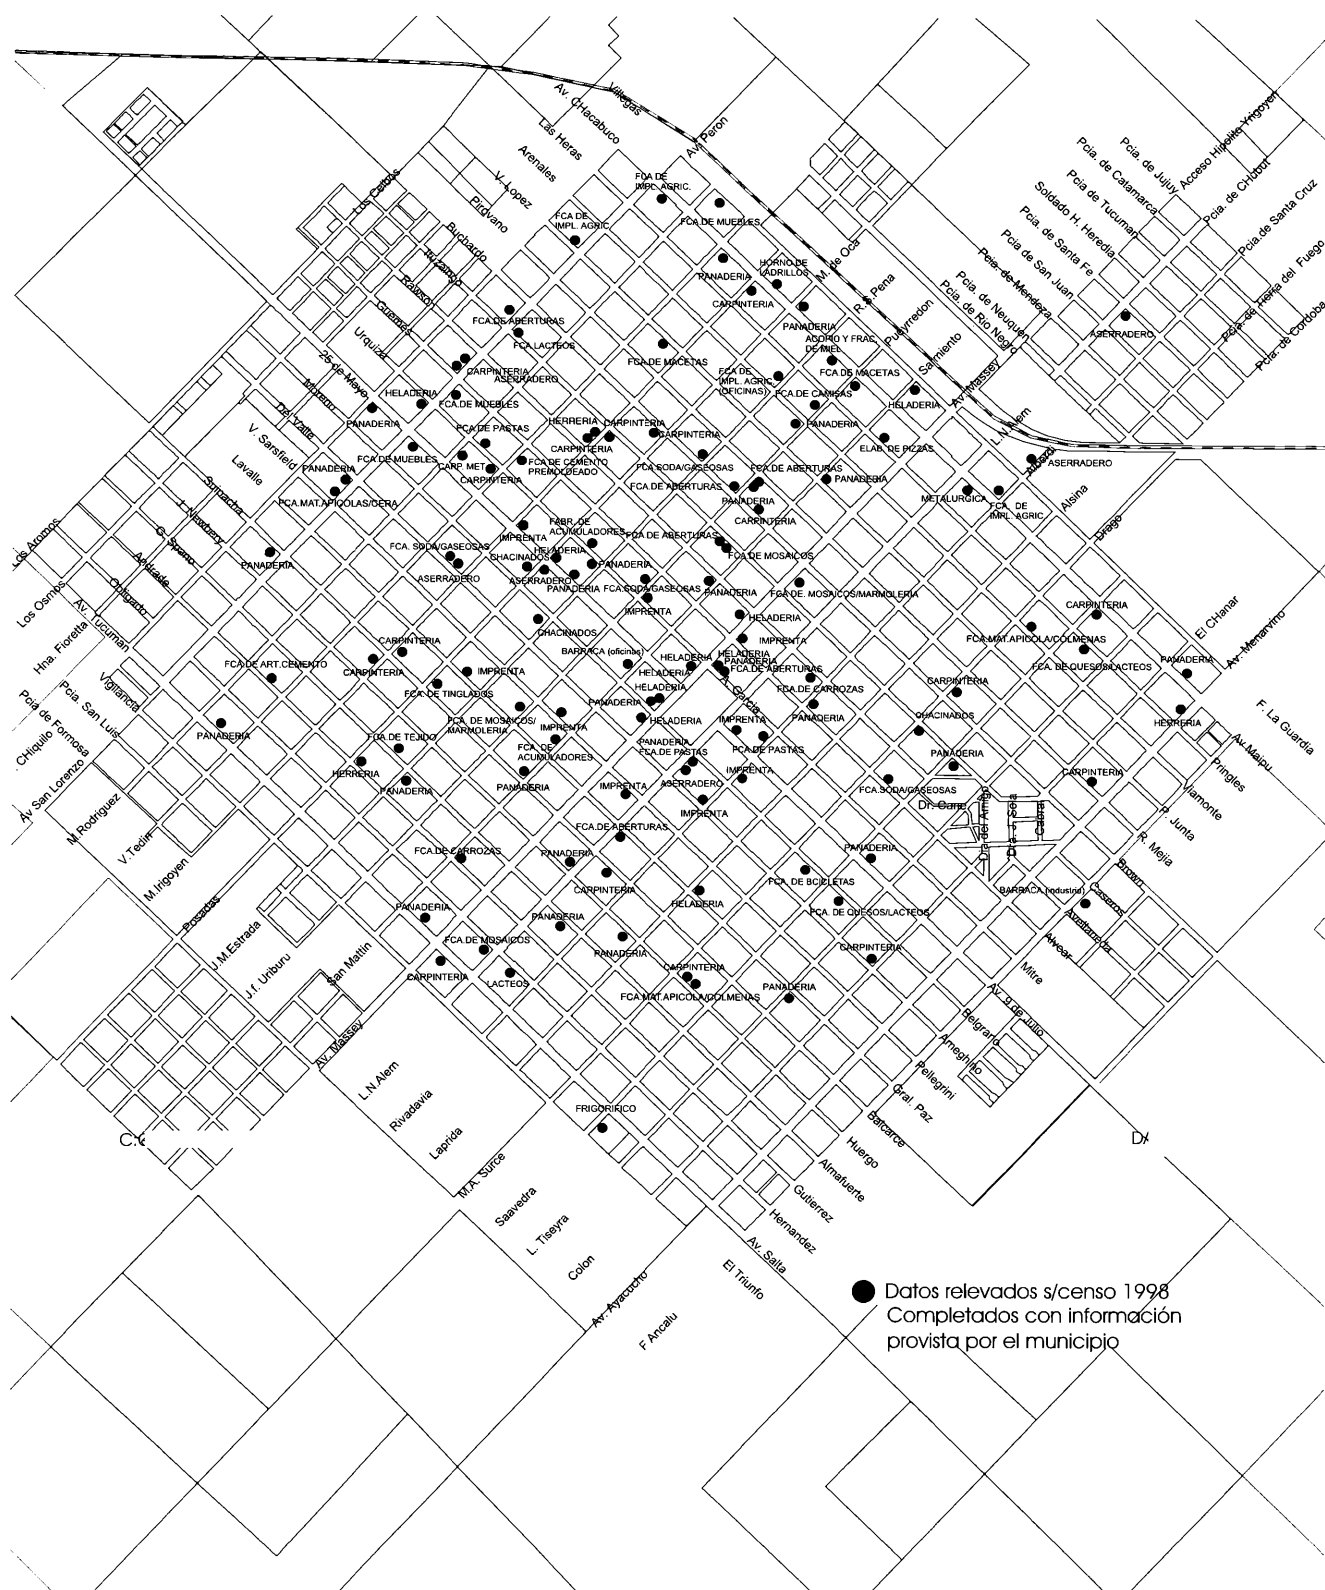 Villegas
Av. CHacabuco
Las Heras
Arenales
Av. Peron
V. Lopez
Pirovano
Los Ceibos
Buchardo
Ituzaingo
Rawson
Guemes
Urquiza
25 de Mayo
Moreno
Del Valle
V. Sarsfield
Lavalle
Suipacha
J. Newbery
G. Spano
Andrade
Obligado
Av. Tucuman
Los Aromos
Los Osmos
Hna. Fioretta
Vigilancia
Pcia. San Luis
Pcia de Formosa
CHiquilo
Av San Lorenzo
M.Rodriguez
V.Tedin
M.Irigoyen
Posadas
J.M.Estrada
J.f. Uriburu
San Mattin
Av. Massey
L.N.Alem
Rivadavia
Laprida
M.A. Surce
Saavedra
L. Tiseyra
Colon
Av. Ayacucho
F Ancalu
El Triunfo
Av. Salta
Hernandez
Gutierrez
Almafuerte
Huergo
Balcarce
Gral. Paz
Pellegrini
Ameghino
Belgrano
Av. 9 de Julio
Mitre
Alvear
Avellaneda
Caseros
Brown
R. Mejia
P. Junta
Viamonte
Pringles
Av Maipu
F. La Guardia
Av. Menarvino
El CHanar
Drago
Alsina
Alberdi
L.N.Alem
Av.Massey
Sarmiento
Pueyrredon
R.S.Pena
M. de Oca
Pcia. de Jujuy
Acceso Hipolito Yrigoyen
Pcia. de Catamarca
Pcia de Tucuman
Soldado H. Heredia
Pcia. de Santa Fe
Pcia de San Juan
Pcia. de Mendoza
Pcia. de Neuquen
Pcia. de Rio Negro
Pcia. de CHubut
Pcia.de Santa Cruz
Pcia. de Tierra del Fuego
Pcia. de Cordoba
Garcia
Dr. Cane
Dra del Amigo
Dra. J. Sola
Cabral
FCA DE
IMPL. AGRIC.
FCA.DE MUEBLES
FCA DE
IMPL. AGRIC.
PANADERIA
HORNO DE
LADRILLOS
CARPINTERIA
PANADERIA
ASERRADERO
FCA.DE ABERTURAS
FCA.LACTEOS
FCA.DE MACETAS
ACOPIO Y FRAC.
DE MIEL
CARPINTERIA
ASERRADERO
FCA DE
IMPL. AGRIC.
(OFICINAS)
FCA.DE MACETAS
FCA.DE CAMISAS
HELADERIA
HELADERIA
FCA.DE MUEBLES
PANADERIA
FCA DE PASTAS
HERRERIA
CARPINTERIA
CARPINTERIA
CARPINTERIA
PANADERIA
ELAB. DE PIZZAS
FCA.DE MUEBLES
CARP. MET.
FCA DE CEMENTO
PREMOLDEADO
CARPINTERIA
FCA.SODA/GASEOSAS
FCA.DE ABERTURAS
PANADERIA
ASERRADERO
PANADERIA
FCA.MAT.APICOLAS/CERA
FCA.DE ABERTURAS
PANADERIA
CARPINTERIA
METALURGICA
FCA. DE
IMPL. AGRIC.
FABR. DE
ACUMULADORES
IMPRENTA
FCA.DE ABERTURAS
FCA.DE MOSAICOS
FCA. SODA/GASEOSAS
CHACINADOS
HELADERIA
PANADERIA
PANADERIA
ASERRADERO
ASERRADERO
PANADERIA
FCA.SODA/GASEOSAS
PANADERIA
FCA DE. MOSAICOS/MARMOLERIA
IMPRENTA
CARPINTERIA
HELADERIA
CHACINADOS
IMPRENTA
FCA.MAT.APICOLA/COLMENAS
CARPINTERIA
BARRACA (oficinas)
HELADERIA
HELADERIA
PANADERIA
FCA. DE QUESOS/LACTEOS
PANADERIA
FCA DE ART.CEMENTO
CARPINTERIA
IMPRENTA
HELADERIA
FCA.DE ABERTURAS
FCA. DE TINGLADOS
HELADERIA
FCA.DE CARROZAS
CARPINTERIA
PANADERIA
PANADERIA
HERRERIA
FCA. DE MOSAICOS/
MARMOLERIA
IMPRENTA
HELADERIA
IMPRENTA
CHACINADOS
PANADERIA
FCA DE TEJIDO
FCA. DE
ACUMULADORES
PANADERIA
FCA DE PASTAS
FCA DE PASTAS
PANADERIA
HERRERIA
PANADERIA
PANADERIA
IMPRENTA
ASERRADERO
IMPRENTA
FCA.SODA/GASEOSAS
CARPINTERIA
IMPRENTA
FCA.DE ABERTURAS
FCA.DE CARROZAS
PANADERIA
PANADERIA
CARPINTERIA
FCA. DE BCICLETAS
BARRACA (industria)
HELADERIA
PANADERIA
PANADERIA
FCA. DE QUESOS/LACTEOS
FCA.DE MOSAICOS
PANADERIA
CARPINTERIA
CARPINTERIA
LACTEOS
CARPINTERIA
FCA.MAT.APICOLA/COLMENAS
PANADERIA
FRIGORIFICO
Datos relevados s/censo 1998
Completados con información
provista por el municipio